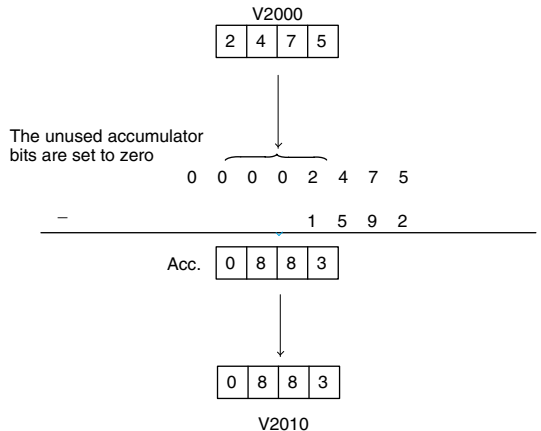 V2000
2 4 7 5
The unused accumulator
bits are set to zero
0 0 0 0 2 4 7 5
− 1 5 9 2
Acc. 0 8 8 3
0 8 8 3
V2010